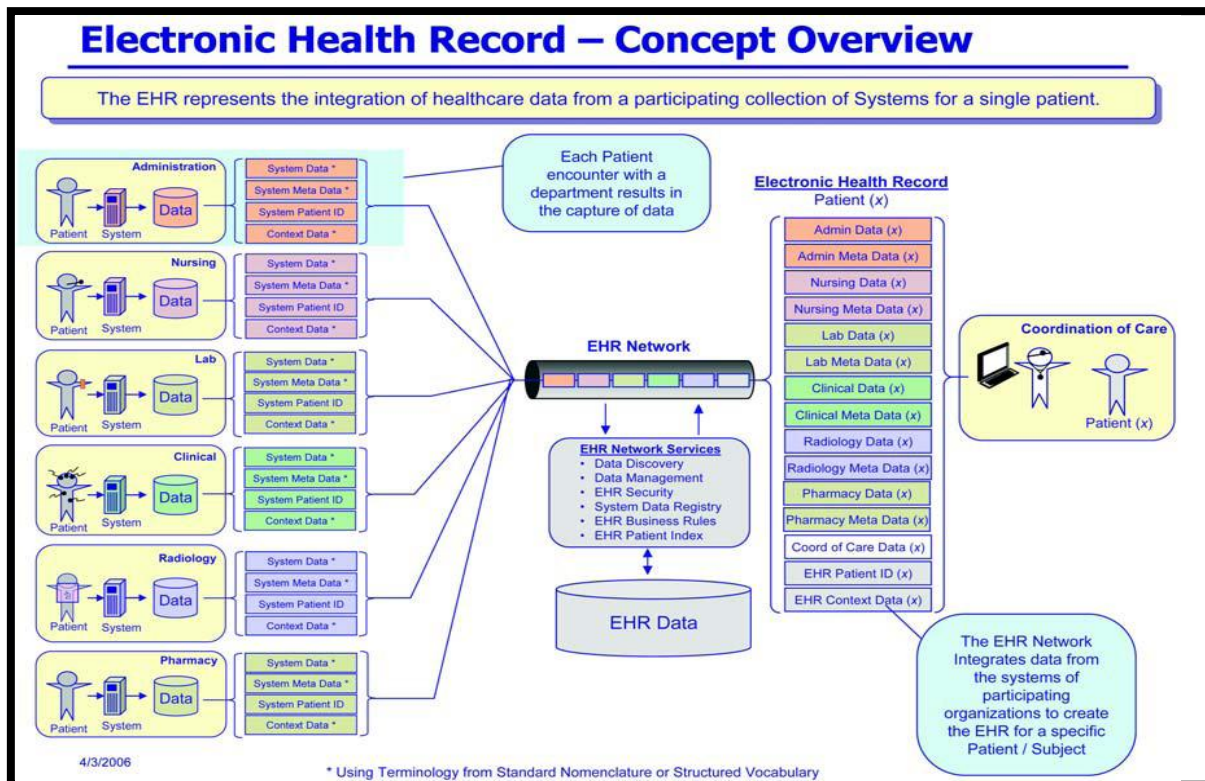 Electronic Health Record – Concept Overview
The EHR represents the integration of healthcare data from a participating collection of Systems for a single patient.
Administration
Patient
System
Data
System Data *
System Meta Data *
System Patient ID
Context Data *
Nursing
Patient
System
Data
System Data *
System Meta Data *
System Patient ID
Context Data *
Lab
Patient
System
Data
System Data *
System Meta Data *
System Patient ID
Context Data *
Clinical
Patient
System
Data
System Data *
System Meta Data *
System Patient ID
Context Data *
Radiology
Patient
System
Data
System Data *
System Meta Data *
System Patient ID
Context Data *
Pharmacy
Patient
System
Data
System Data *
System Meta Data *
System Patient ID
Context Data *
Each Patient
encounter with a
department results in
the capture of data
EHR Network
EHR Network Services
• Data Discovery
• Data Management
• EHR Security
• System Data Registry
• EHR Business Rules
• EHR Patient Index
EHR Data
Electronic Health Record
Patient (x)
Admin Data (x)
Admin Meta Data (x)
Nursing Data (x)
Nursing Meta Data (x)
Lab Data (x)
Lab Meta Data (x)
Clinical Data (x)
Clinical Meta Data (x)
Radiology Data (x)
Radiology Meta Data (x)
Pharmacy Data (x)
Pharmacy Meta Data (x)
Coord of Care Data (x)
EHR Patient ID (x)
EHR Context Data (x)
Coordination of Care
Patient (x)
The EHR Network
Integrates data from
the systems of
participating
organizations to create
the EHR for a specific
Patient / Subject
4/3/2006
* Using Terminology from Standard Nomenclature or Structured Vocabulary